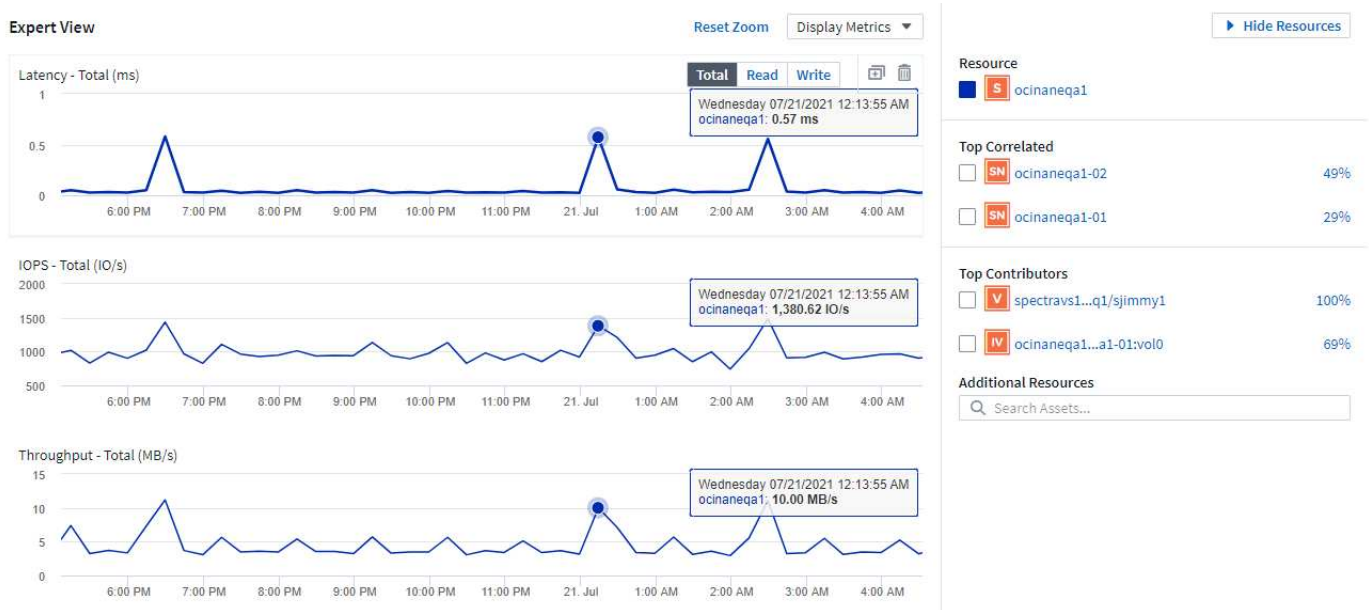 Expert View
Reset Zoom
Display Metrics
Hide Resources
Latency - Total (ms)
Total
Read
Write
Wednesday 07/21/2021 12:13:55 AM
ocinaneqa1: 0.57 ms
1
0.5
0
6:00 PM 7:00 PM 8:00 PM 9:00 PM 10:00 PM 11:00 PM 21. Jul 1:00 AM 2:00 AM 3:00 AM 4:00 AM
IOPS - Total (IO/s)
Wednesday 07/21/2021 12:13:55 AM
ocinaneqa1: 1,380.62 IO/s
2000
1500
1000
500
6:00 PM 7:00 PM 8:00 PM 9:00 PM 10:00 PM 11:00 PM 21. Jul 1:00 AM 2:00 AM 3:00 AM 4:00 AM
Throughput - Total (MB/s)
Wednesday 07/21/2021 12:13:55 AM
ocinaneqa1: 10.00 MB/s
15
10
5
0
6:00 PM 7:00 PM 8:00 PM 9:00 PM 10:00 PM 11:00 PM 21. Jul 1:00 AM 2:00 AM 3:00 AM 4:00 AM
Resource
S ocinaneqa1
Top Correlated
SN ocinaneqa1-02 49%
SN ocinaneqa1-01 29%
Top Contributors
V spectravs1...q1/sjimmy1 100%
IV ocinaneqa1...a1-01:vol0 69%
Additional Resources
Search Assets...